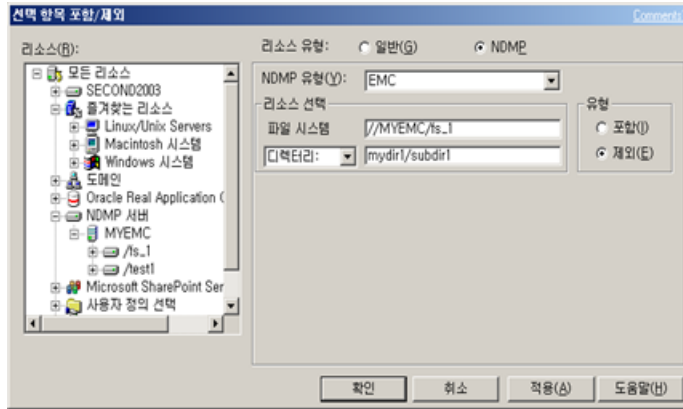 선택 항목 포함/제외
Comments
리소스(R):
모든 리소스
SECOND2003
즐겨찾는 리소스
Linux/Unix Servers
Macintosh 시스템
Windows 시스템
도메인
Oracle Real Application (
NDMP 서버
MYEMC
/fs_1
/test1
Microsoft SharePoint Ser
사용자 정의 선택
리소스 유형:
일반(G)
NDMP
NDMP 유형(Y):
EMC
리소스 선택
파일 시스템
//MYEMC/fs_1
디렉터리:
mydir1/subdir1
유형
포함(I)
제외(E)
확인
취소
적용(A)
도움말(H)